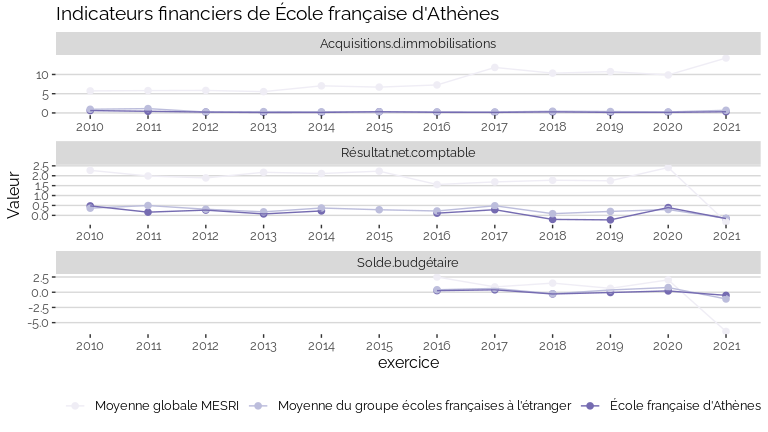 Indicateurs financiers de École française d'Athènes
Acquisitions.d.immobilisations
10
5
0
2010 2011 2012 2013 2014 2015 2016 2017 2018 2019 2020 2021
Résultat.net.comptable
2.5
2.0
1.5
1.0
0.5
0.0
2010 2011 2012 2013 2014 2015 2016 2017 2018 2019 2020 2021
Solde.budgétaire
2.5
0.0
-2.5
-5.0
2010 2011 2012 2013 2014 2015 2016 2017 2018 2019 2020 2021
Valeur
exercice
Moyenne globale MESRI Moyenne du groupe écoles françaises à l'étranger École française d'Athènes